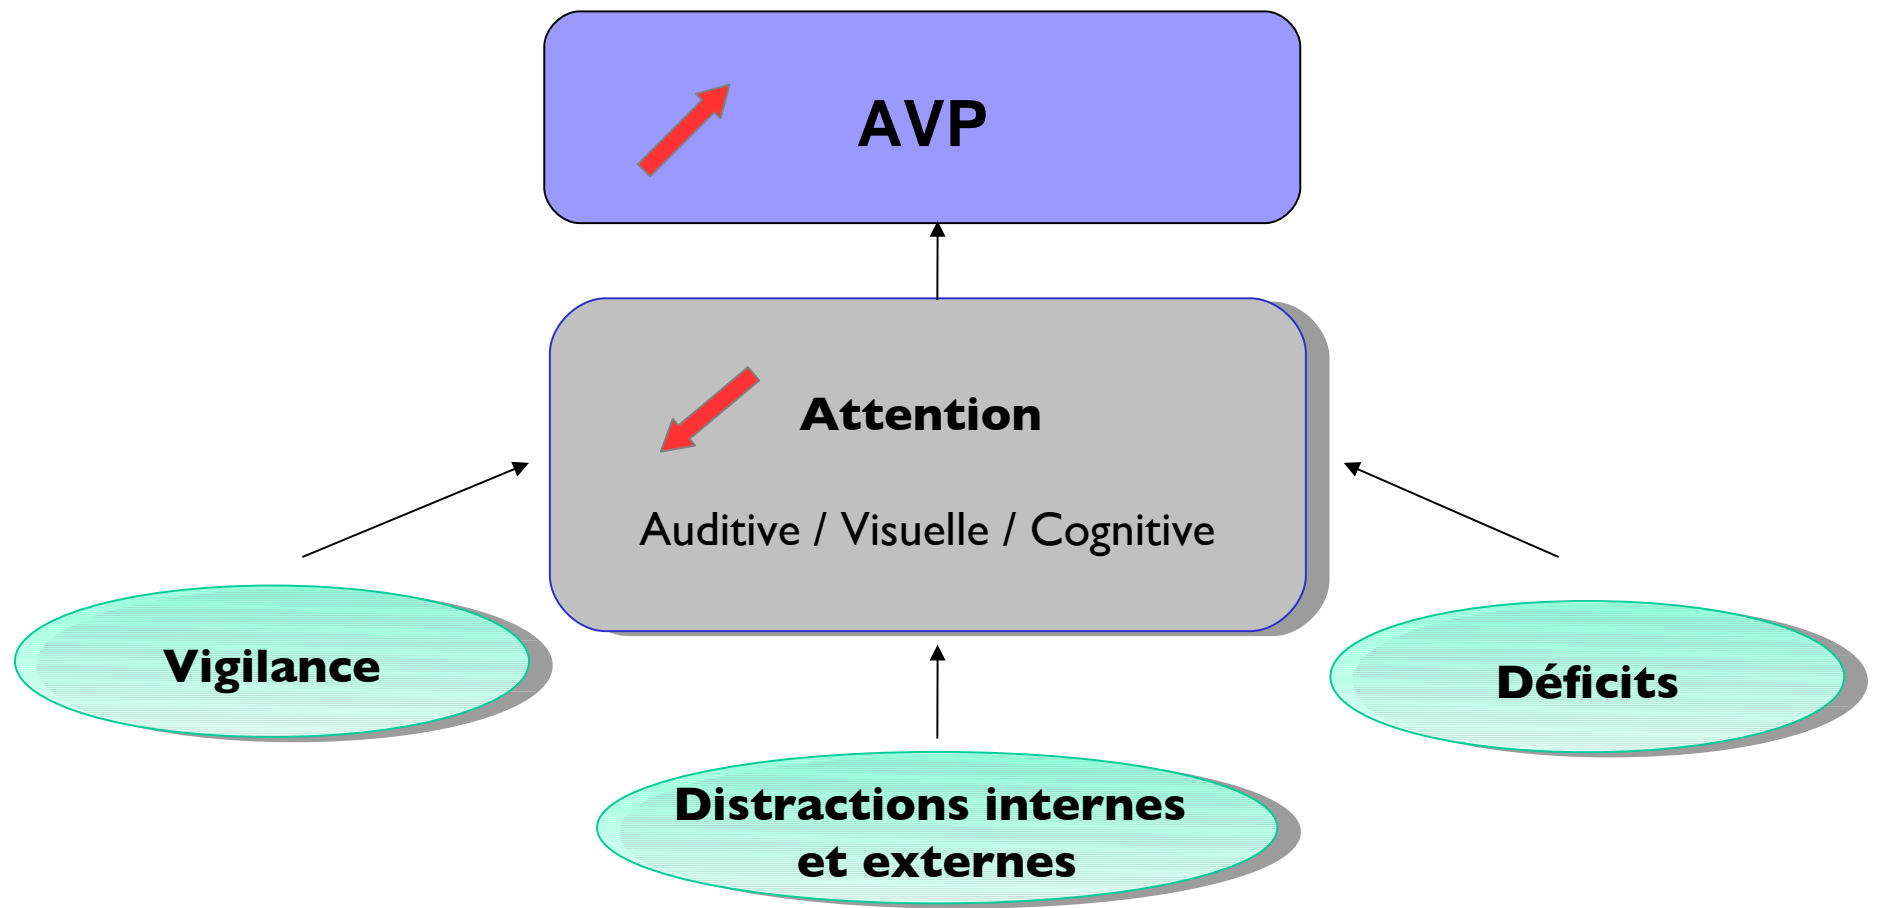 AVP
Attention
Auditive / Visuelle / Cognitive
Vigilance
Déficits
Distractions internes
et externes